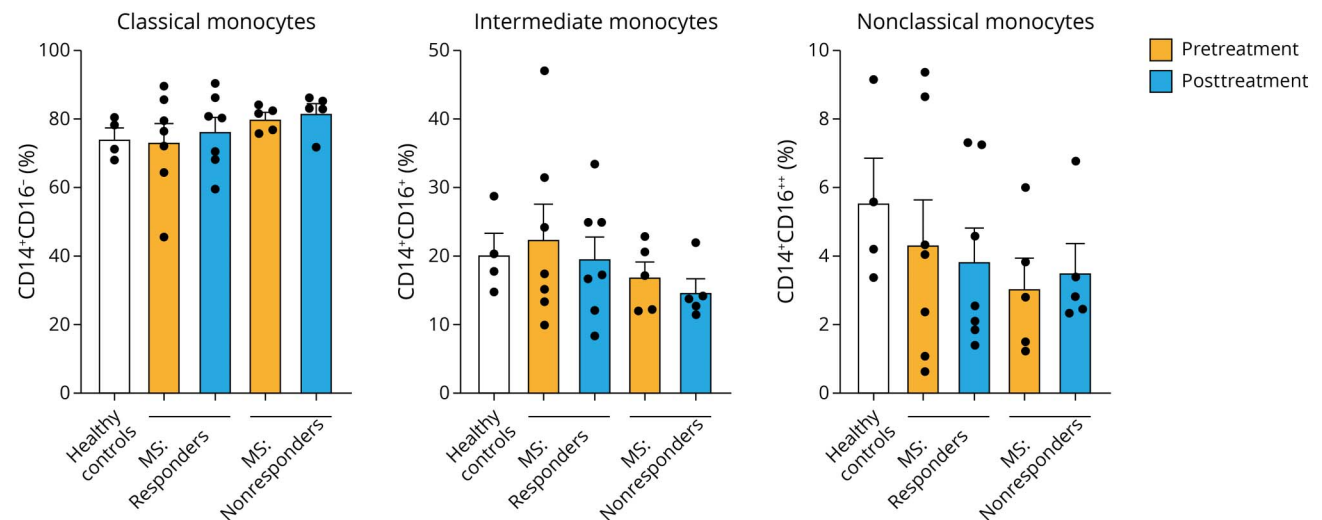 Classical monocytes
CD14⁺CD16⁻ (%)
100
80
60
40
20
0
Healthy
controls
MS:
Responders
MS:
Nonresponders
Intermediate monocytes
CD14⁺CD16⁺ (%)
50
40
30
20
10
0
Healthy
controls
MS:
Responders
MS:
Nonresponders
Nonclassical monocytes
CD14⁺CD16⁺⁺ (%)
10
8
6
4
2
0
Healthy
controls
MS:
Responders
MS:
Nonresponders
Pretreatment
Posttreatment